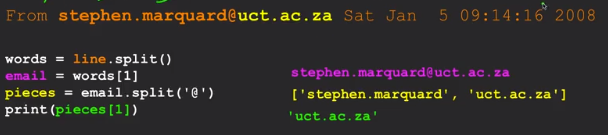 From stephen.marquard@uct.ac.za Sat Jan  5 09:14:16 2008
words = line.split()
email = words[1]
pieces = email.split('@')
print(pieces[1])
stephen.marquard@uct.ac.za
['stephen.marquard', 'uct.ac.za']
'uct.ac.za'